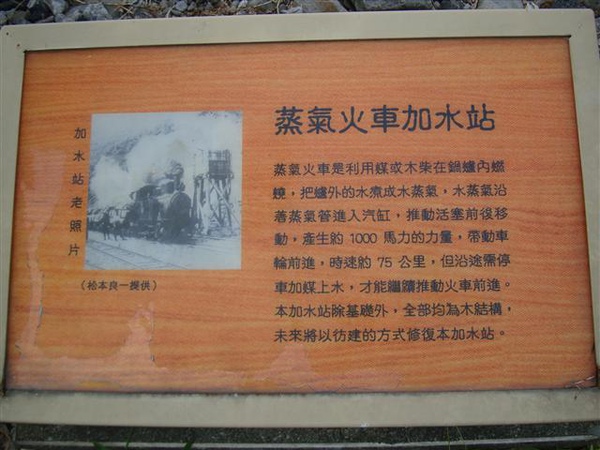 蒸氣火車加水站
加水站老照片
(松本良一提供)
蒸氣火車是利用煤或木柴在鍋爐內燃
燒，把爐外的水煮成水蒸氣，水蒸氣沿
著蒸氣管進入汽缸，推動活塞前後移
動，產生約 1000 馬力的力量，帶動車
輪前進，時速約 75 公里，但沿途需停
車加煤上水，才能繼續推動火車前進。
本加水站除基礎外，全部均為木結構，
未來將以彷建的方式修復本加水站。